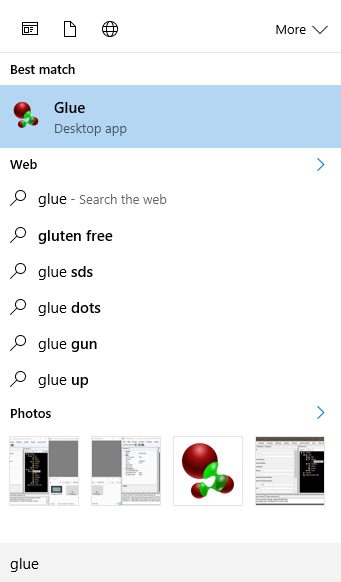 More
Best match
Glue
Desktop app
Web
glue - Search the web
gluten free
glue sds
glue dots
glue gun
glue up
Photos
glue